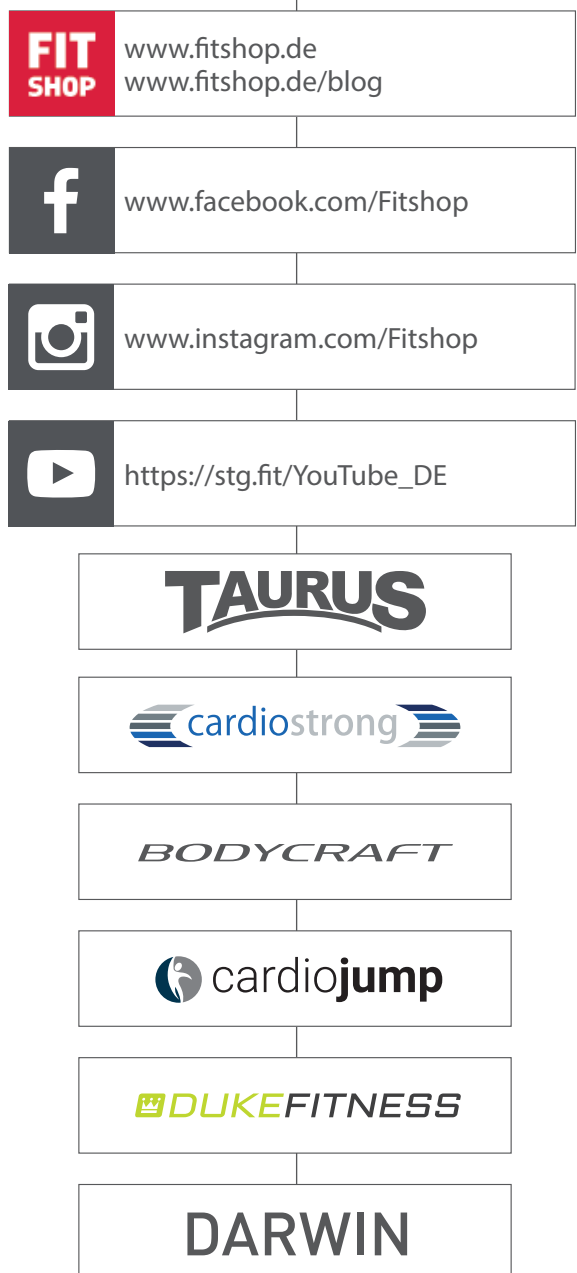 FIT
SHOP
www.fitshop.de
www.fitshop.de/blog
www.facebook.com/Fitshop
www.instagram.com/Fitshop
https://stg.fit/YouTube_DE
TAURUS
cardiostrong
BODYCRAFT
cardiojump
DUKEFITNESS
DARWIN